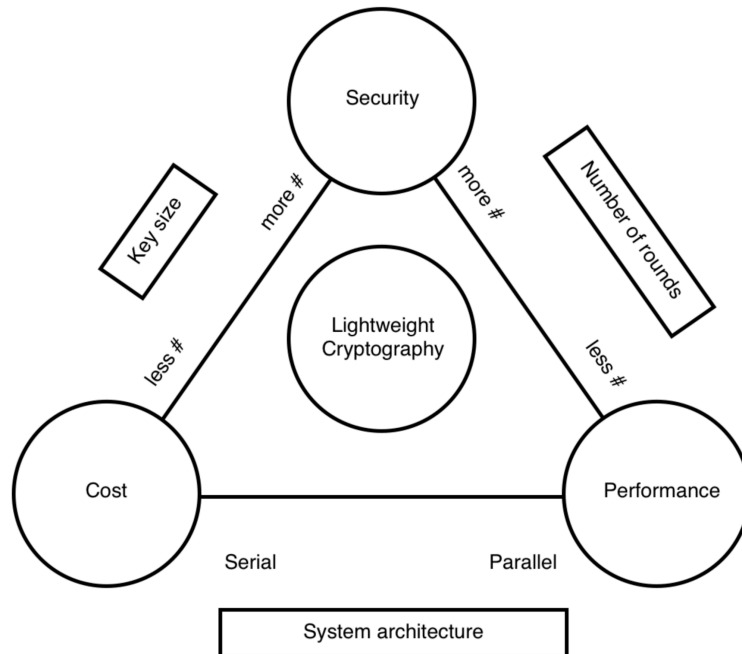 Security
more #
more #
Key size
Number of rounds
Lightweight
Cryptography
less #
less #
Cost
Performance
Serial
Parallel
System architecture